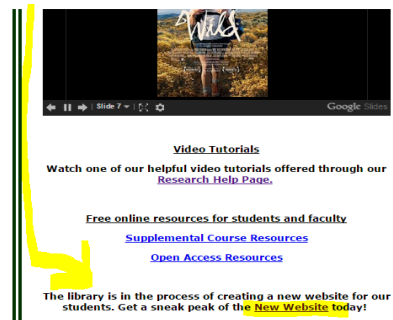 Wild
Slide 7
Google Slides
Video Tutorials
Watch one of our helpful video tutorials offered through our
Research Help Page.
Free online resources for students and faculty
Supplemental Course Resources
Open Access Resources
The library is in the process of creating a new website for our
students. Get a sneak peak of the New Website today!